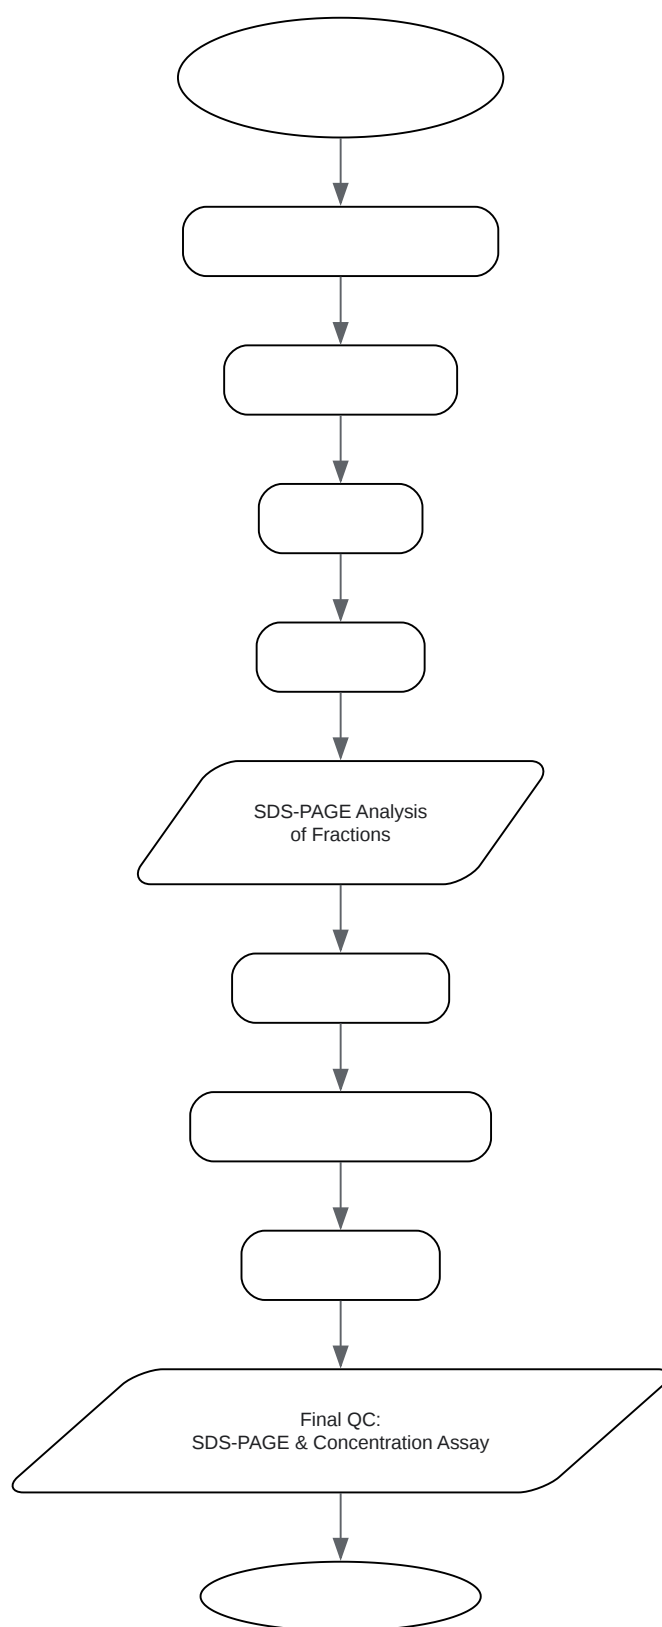 SDS-PAGE Analysis
of Fractions
Final QC:
SDS-PAGE & Concentration Assay